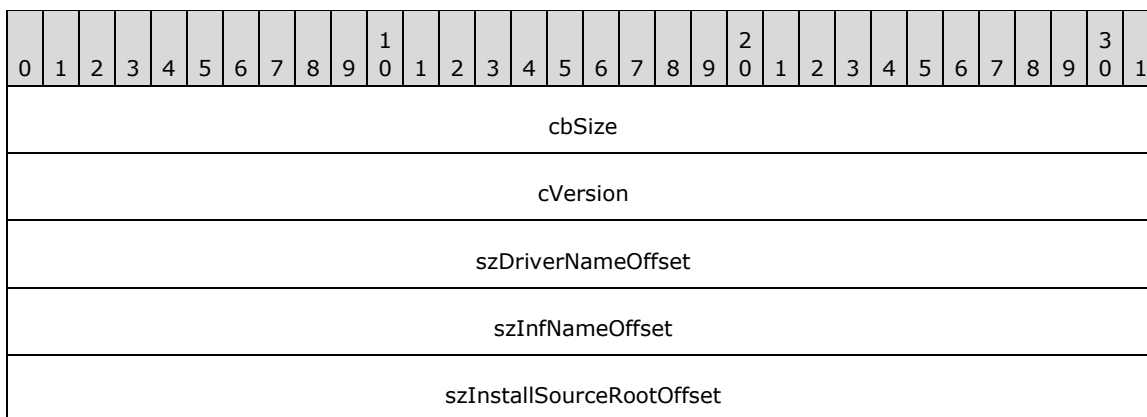 1 2 3
0 1 2 3 4 5 6 7 8 9 0 1 2 3 4 5 6 7 8 9 0 1 2 3 4 5 6 7 8 9 0 1
cbSize
cVersion
szDriverNameOffset
szInfNameOffset
szInstallSourceRootOffset